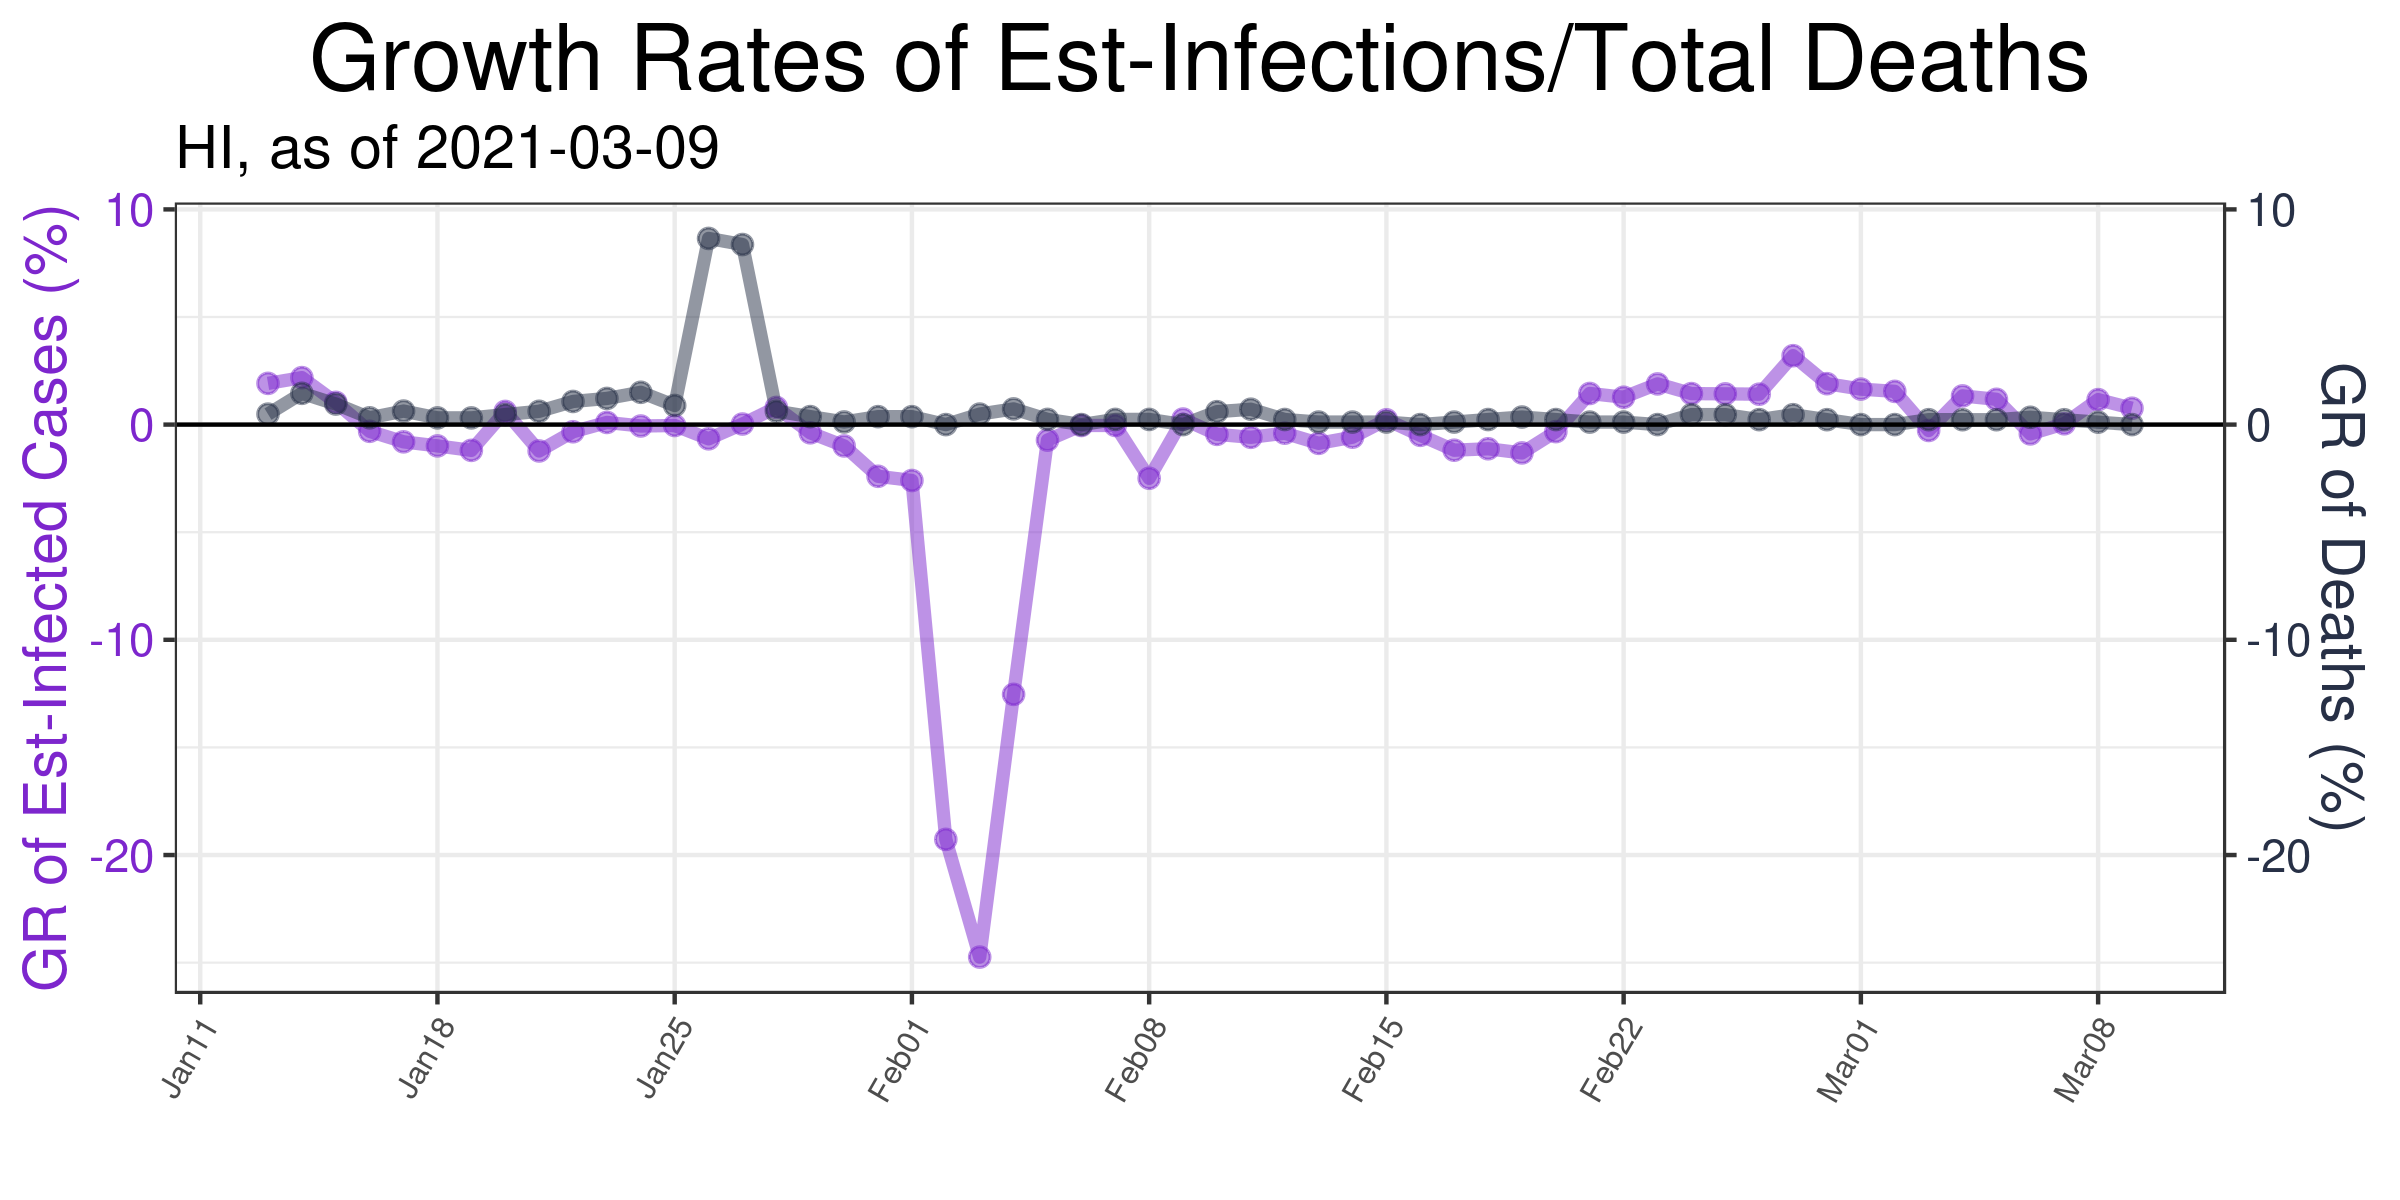 Growth Rates of Est-Infections/Total Deaths
HI, as of 2021-03-09
GR of Est-Infected Cases (%)
10
0
-10
-20
10
0
-10
-20
GR of Deaths (%)
Jan11
Jan18
Jan25
Feb01
Feb08
Feb15
Feb22
Mar01
Mar08